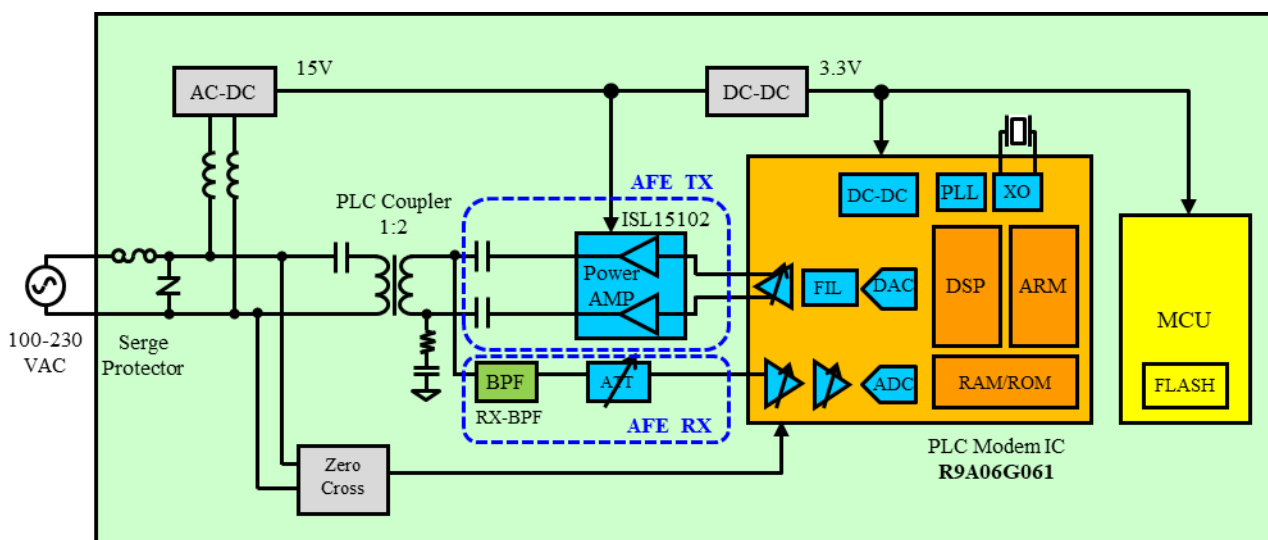 15V
3.3V
AC-DC
DC-DC
AFE TX
DC-DC
PLL
XO
PLC Coupler
1:2
ISL15102
Power
AMP
FIL
DAC
DSP
ARM
MCU
100-230
VAC
Serge
Protector
BPF
ATT
ADC
RAM/ROM
FLASH
RX-BPF
AFE RX
PLC Modem IC
R9A06G061
Zero
Cross